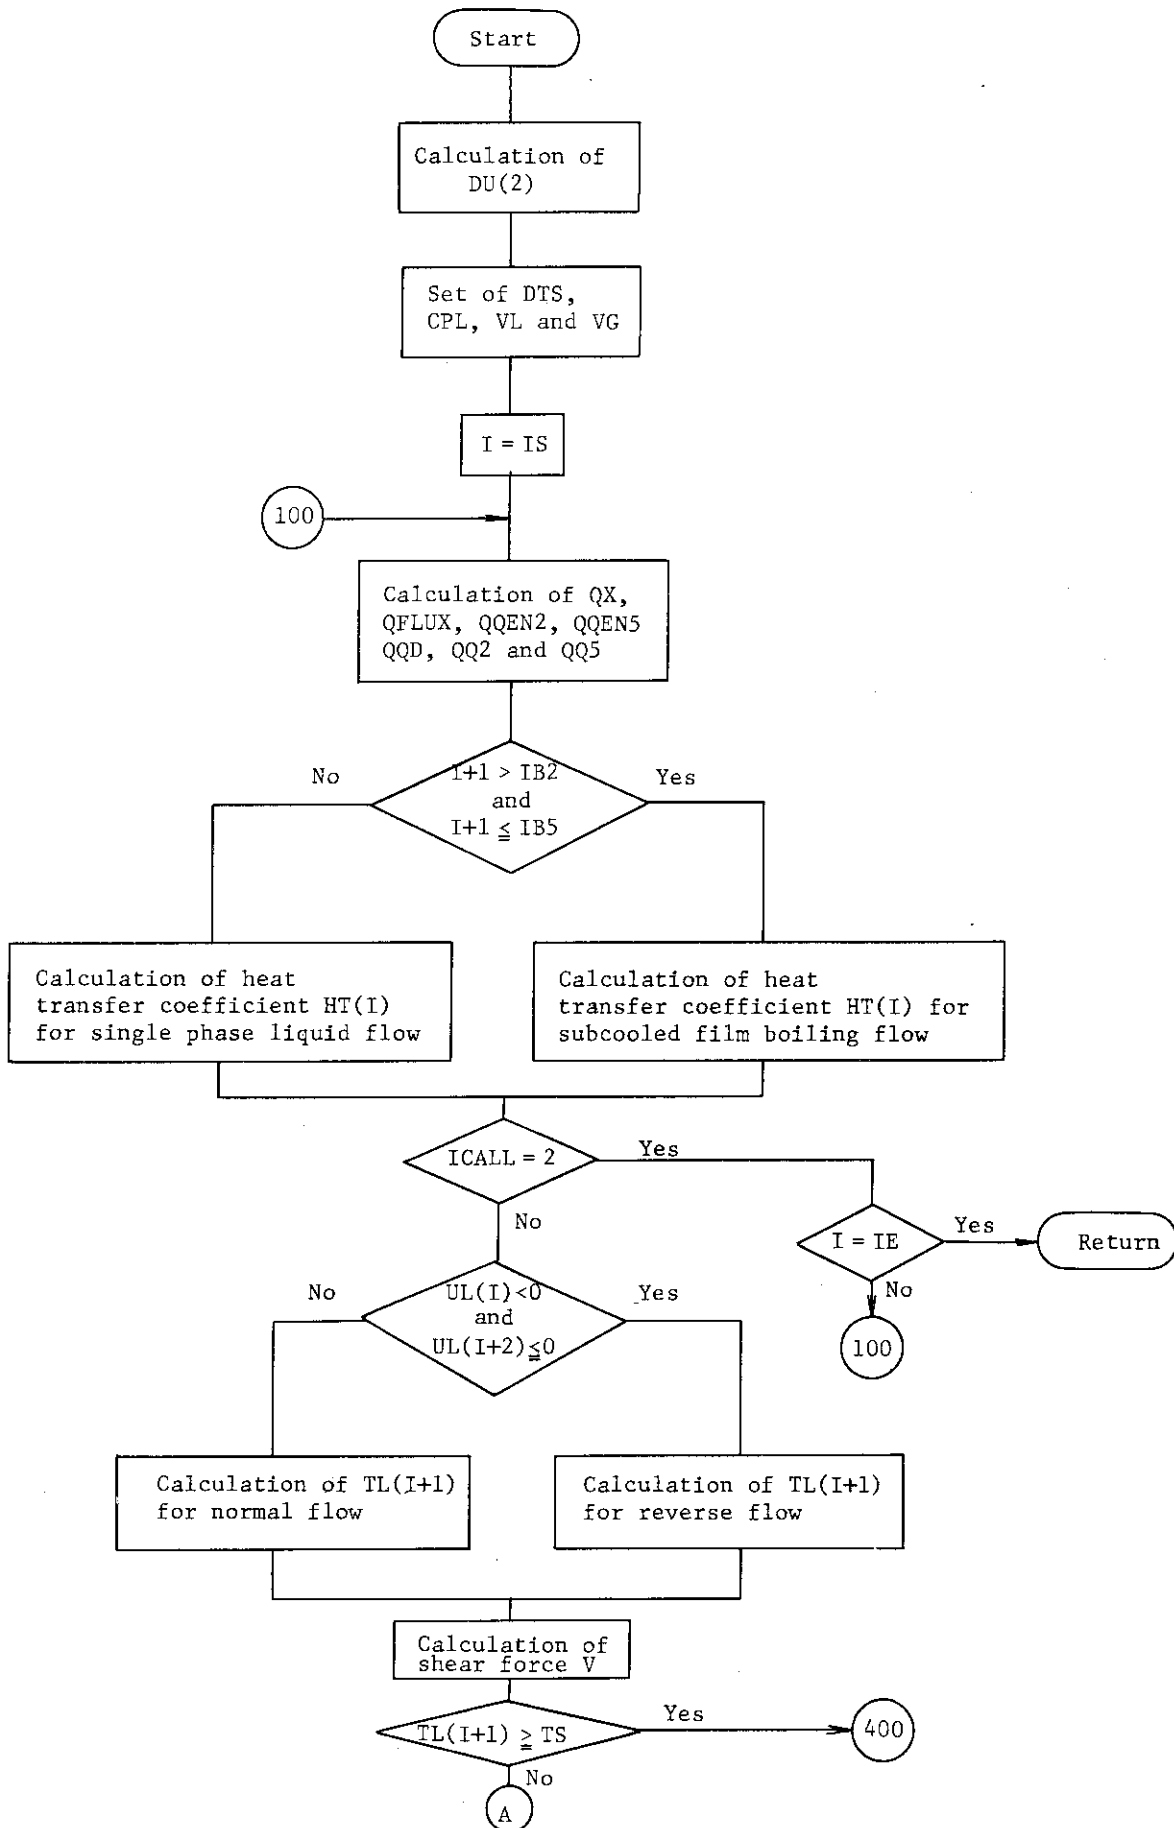 Start
Calculation of
DU(2)
Set of DTS,
CPL, VL and VG
I = IS
100
Calculation of QX,
QFLUX, QQEN2, QQEN5
QQD, QQ2 and QQ5
No
I+1 > IB2
and
I+1 ≦ IB5
Yes
Calculation of heat
transfer coefficient HT(I)
for single phase liquid flow
Calculation of heat
transfer coefficient HT(I) for
subcooled film boiling flow
ICALL = 2
Yes
No
I = IE
Yes
Return
No
100
No
UL(I)<0
and
UL(I+2)≦0
Yes
Calculation of TL(I+1)
for normal flow
Calculation of TL(I+1)
for reverse flow
Calculation of
shear force V
TL(I+1) ≧ TS
Yes
400
No
A